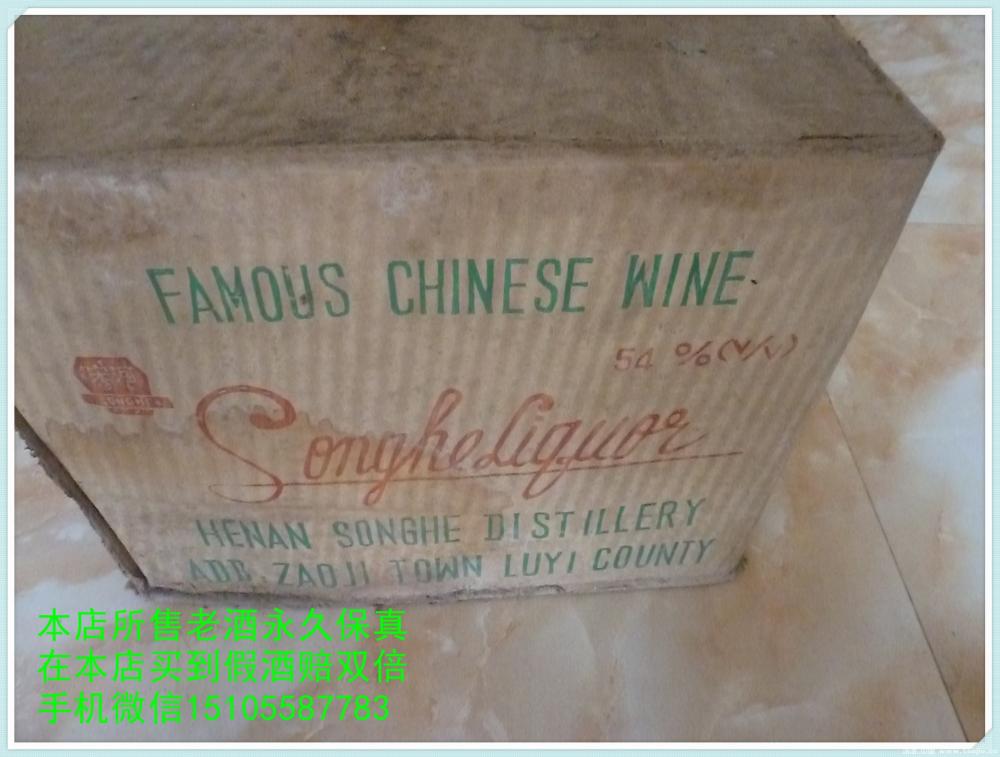 FAMOUS CHINESE WINE
54 %(V/V)
SONGHE
Songhe Liquor
HENAN SONGHE DISTILLERY
ADD. ZAOJI TOWN LUYI COUNTY
本店所售老酒永久保真
在本店买到假酒赔双倍
手机微信15105587783